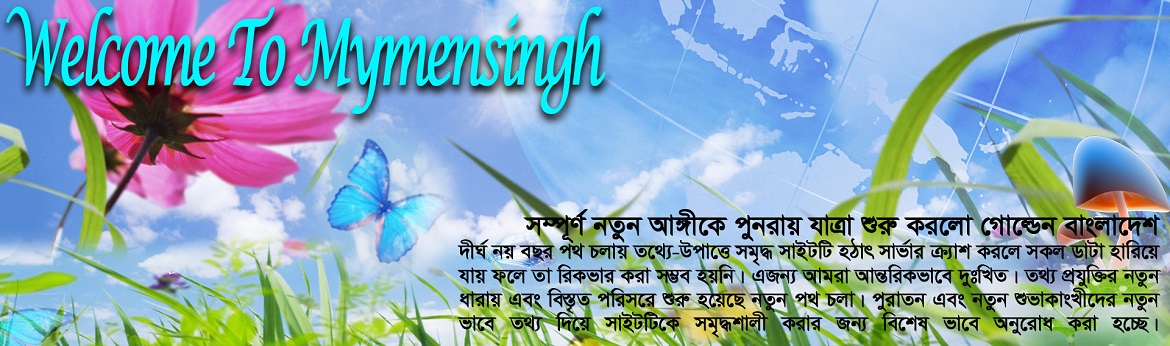 Welcome To Mymensingh
সম্পূর্ণ নতুন আঙ্গীকে পুনরায় যাত্রা শুরু করলো গোল্ডেন বাংলাদেশ
দীর্ঘ নয় বছর পথ চলায় তথ্যে-উপাত্তে সমৃদ্ধ সাইটটি হঠাৎ সার্ভার ক্র্যাশ করলে সকল ডাটা হারিয়ে
যায় ফলে তা রিকভার করা সম্ভব হয়নি। এজন্য আমরা আন্তরিকভাবে দুঃখিত। তথ্য প্রযুক্তির নতুন
ধারায় এবং বিস্তৃত পরিসরে শুরু হয়েছে নতুন পথ চলা। পুরাতন এবং নতুন শুভাকাংখীদের নতুন
ভাবে তথ্য দিয়ে সাইটটিকে সমৃদ্ধশালী করার জন্য বিশেষ ভাবে অনুরোধ করা হচ্ছে।